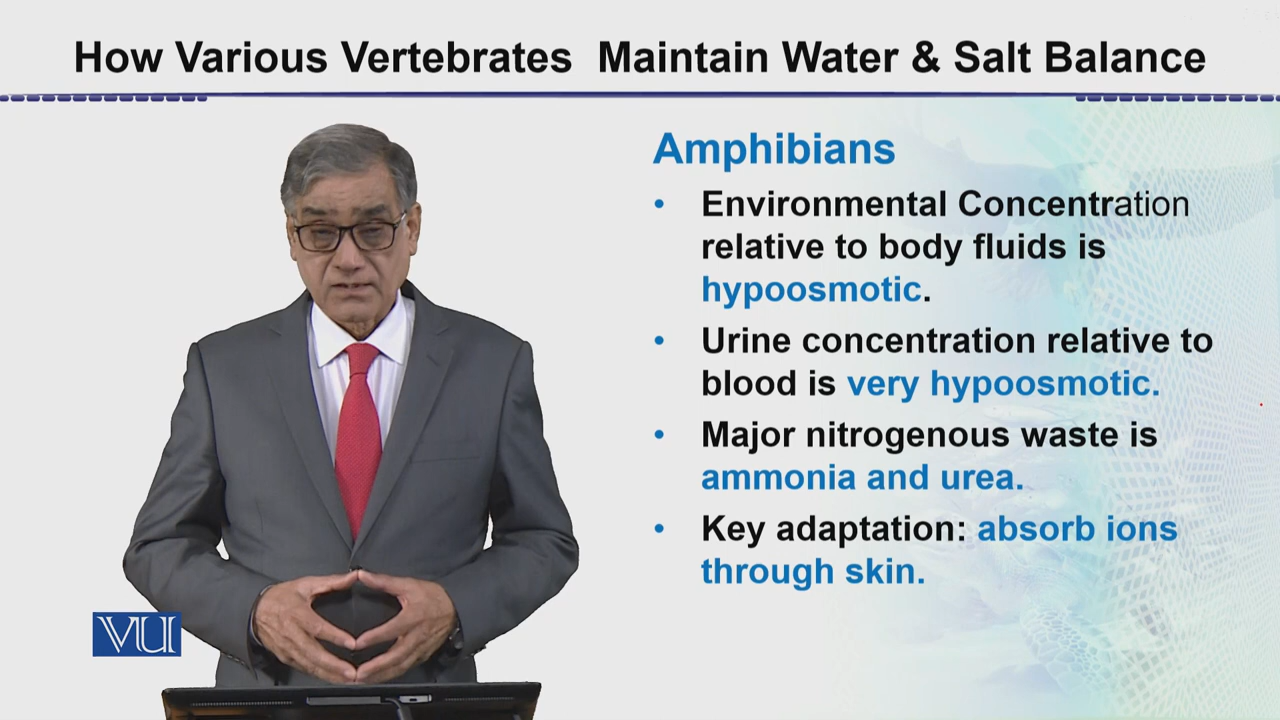 How Various Vertebrates Maintain Water & Salt Balance
Amphibians
• Environmental Concentration
relative to body fluids is
hypoosmotic.
• Urine concentration relative to
blood is very hypoosmotic.
• Major nitrogenous waste is
ammonia and urea.
• Key adaptation: absorb ions
through skin.
VU